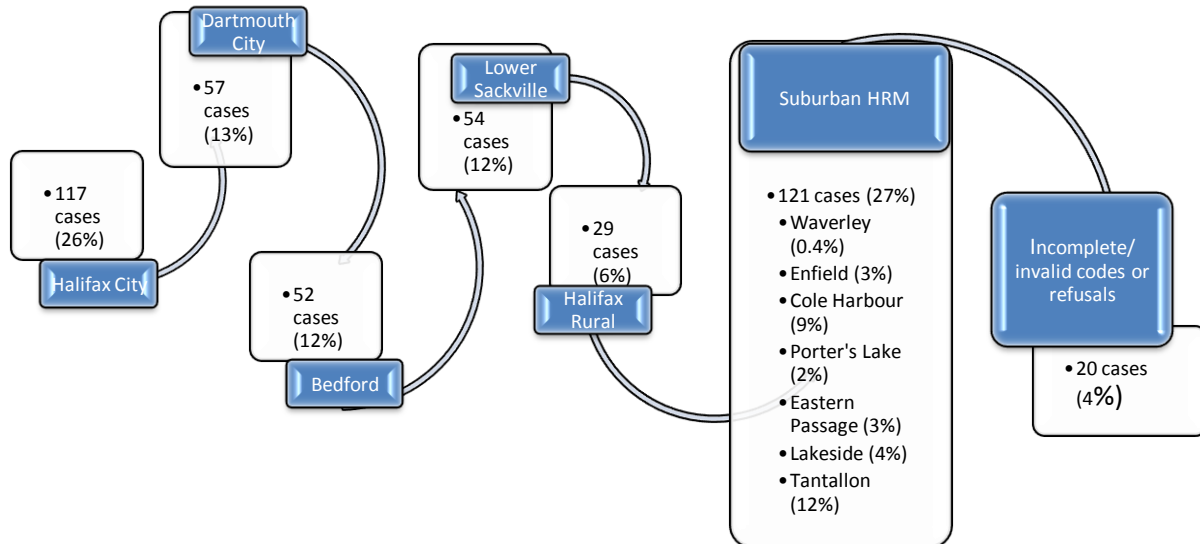 • 117
cases
(26%)
Halifax City
Dartmouth
City
• 57
cases
(13%)
• 52
cases
(12%)
Bedford
Lower
Sackville
• 54
cases
(12%)
• 29
cases
(6%)
Halifax
Rural
Suburban HRM
• 121 cases (27%)
• Waverley
(0.4%)
• Enfield (3%)
• Cole Harbour
(9%)
• Porter's Lake
(2%)
• Eastern
Passage (3%)
• Lakeside (4%)
• Tantallon
(12%)
Incomplete/
invalid codes or
refusals
• 20 cases
(4%)